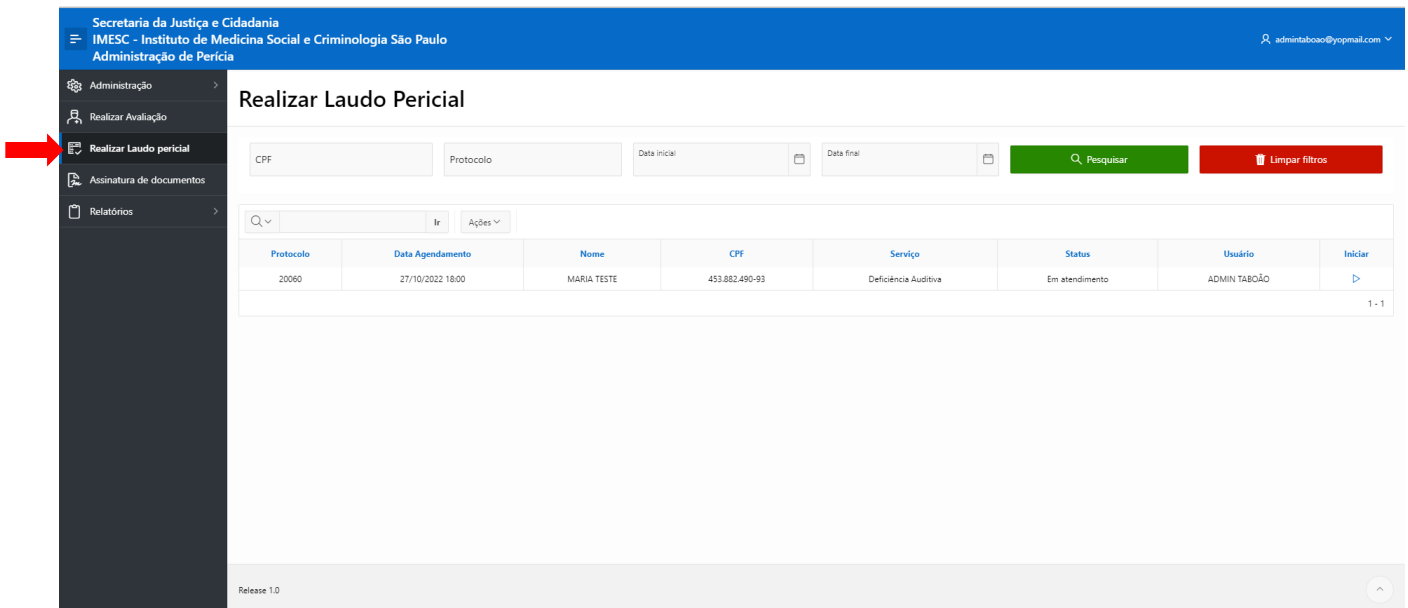 Secretaria da Justiça e Cidadania
IMESC - Instituto de Medicina Social e Criminologia São Paulo
Administração de Perícia
admintaboao@yopmail.com
Administração
Realizar Avaliação
Realizar Laudo pericial
Assinatura de documentos
Relatórios
Realizar Laudo Pericial
CPF
Protocolo
Data inicial
Data final
Pesquisar
Limpar filtros
Ir
Ações
Protocolo Data Agendamento Nome CPF Serviço Status Usuário Iniciar
20060 27/10/2022 18:00 MARIA TESTE 453.882.490-93 Deficiência Auditiva Em atendimento ADMIN TABOÃO
1 - 1
Release 1.0